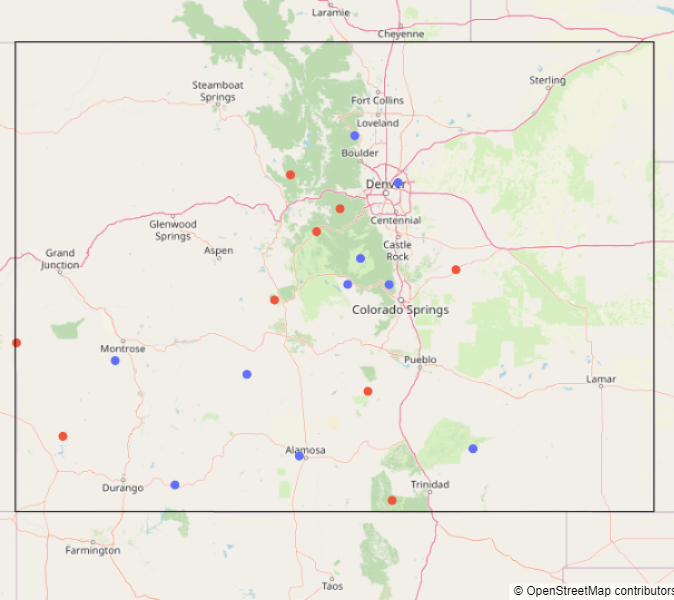 Laramie
Cheyenne
Steamboat
Springs
Sterling
Fort Collins
Loveland
Boulder
Denver
Centennial
Glenwood
Springs
Castle
Rock
Aspen
Grand
Junction
Colorado Springs
Montrose
Pueblo
Lamar
Alamosa
Trinidad
Durango
Farmington
Taos
© OpenStreetMap contributors